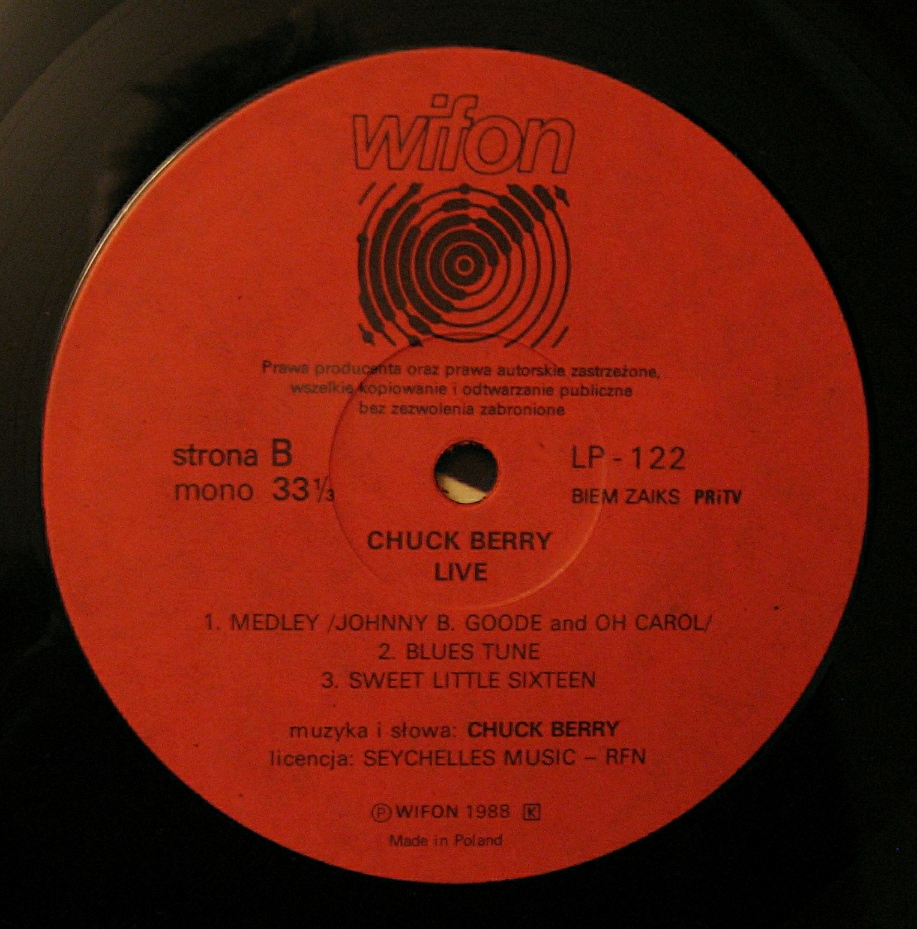 wifon
Prawa producenta oraz prawa autorskie zastrzeżone,
wszelkie kopiowanie i odtwarzanie publiczne
bez zezwolenia zabronione
strona B
mono 33⅓
LP - 122
BIEM ZAIKS PRiTV
CHUCK BERRY
LIVE
1. MEDLEY /JOHNNY B. GOODE and OH CAROL/
2. BLUES TUNE
3. SWEET LITTLE SIXTEEN
muzyka i słowa: CHUCK BERRY
licencja: SEYCHELLES MUSIC – RFN
Ⓟ WIFON 1988 K
Made in Poland